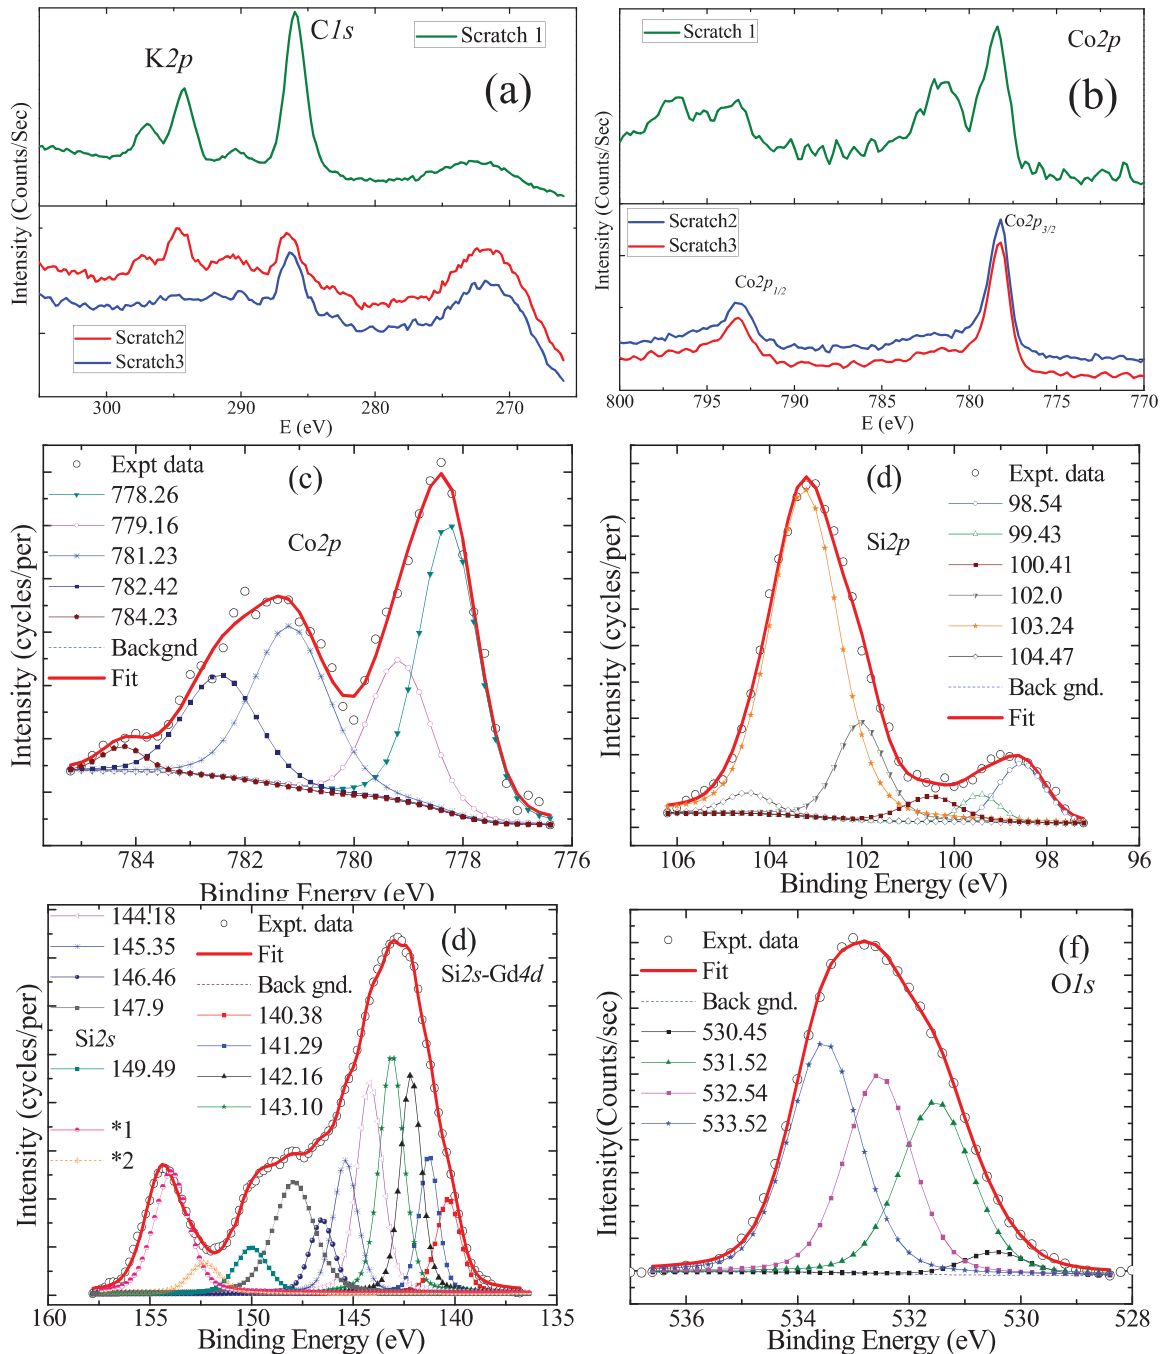 C1s
K2p
Scratch 1
(a)
Intensity (Counts/Sec)
Scratch2
Scratch3
300
290
280
270
E (eV)
Scratch 1
Co2p
(b)
Intensity (Counts/Sec)
Scratch2
Scratch3
Co2p3/2
Co2p1/2
800
795
790
785
780
775
770
E (eV)
Expt data
778.26
779.16
781.23
782.42
784.23
Backgnd
Fit
(c)
Co2p
Intensity (cycles/per)
784
782
780
778
776
Binding Energy (eV)
(d)
Si2p
Expt. data
98.54
99.43
100.41
102.0
103.24
104.47
Back gnd.
Fit
Intensity (cycles/per)
106
104
102
100
98
96
Binding Energy (eV)
144.18
145.35
146.46
147.9
Si2s
149.49
*1
*2
Expt. data
Fit
Back gnd.
140.38
141.29
142.16
143.10
(d)
Si2s-Gd4d
Intensity (cycles/per)
160
155
150
145
140
135
Binding Energy (eV)
Expt. data
Fit
Back gnd.
530.45
531.52
532.54
533.52
(f)
O1s
Intensity(Counts/sec)
536
534
532
530
528
Binding Energy (eV)